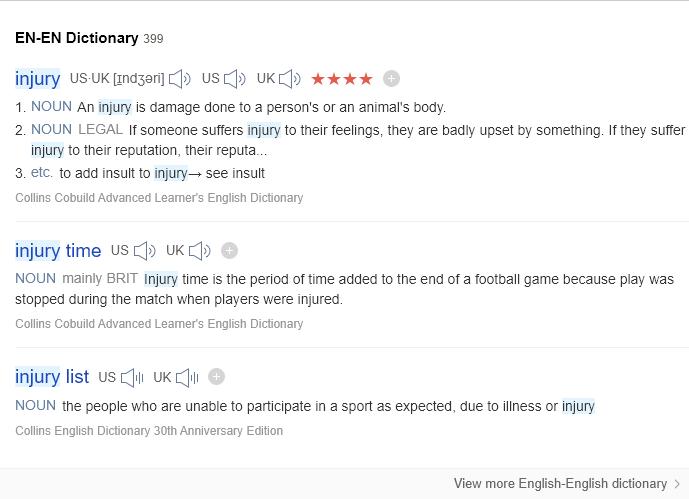 EN-EN Dictionary 399
injury US·UK [ɪndʒəri] US UK ★★★★
1. NOUN An injury is damage done to a person's or an animal's body.
2. NOUN LEGAL If someone suffers injury to their feelings, they are badly upset by something. If they suffer
injury to their reputation, their reputa...
3. etc. to add insult to injury→ see insult
Collins Cobuild Advanced Learner's English Dictionary
injury time US UK
NOUN mainly BRIT Injury time is the period of time added to the end of a football game because play was
stopped during the match when players were injured.
Collins Cobuild Advanced Learner's English Dictionary
injury list US UK
NOUN the people who are unable to participate in a sport as expected, due to illness or injury
Collins English Dictionary 30th Anniversary Edition
View more English-English dictionary >